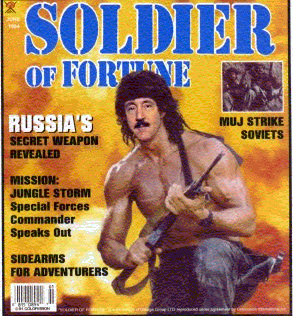 SOLDIER
OF FORTUNE
RUSSIA'S
SECRET WEAPON
REVEALED
MISSION:
JUNGLE STORM
Special Forces
Commander
Speaks Out
SIDEARMS
FOR ADVENTURERS
MUJ STRIKE
SOVIETS